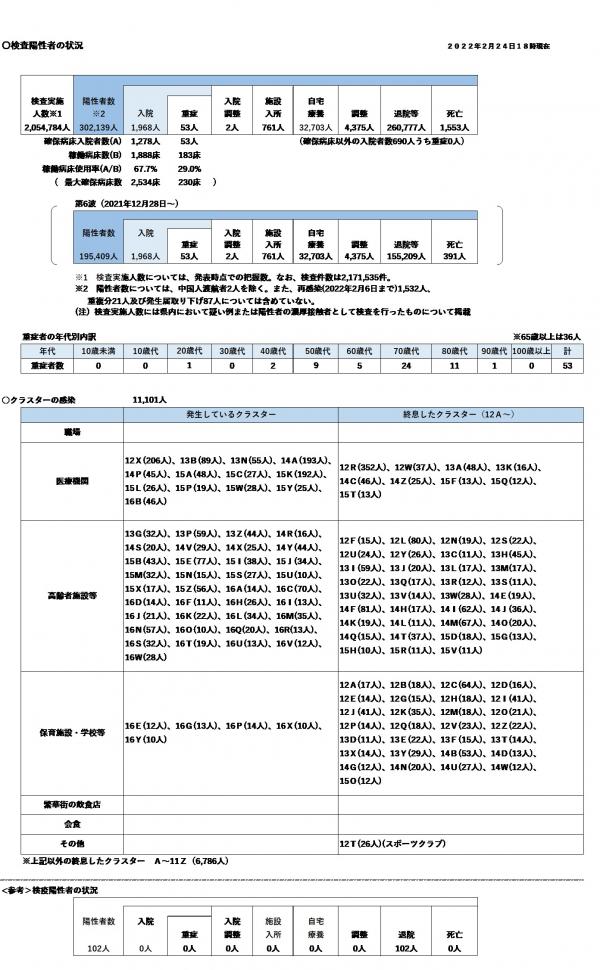 〇検査陽性者の状況
２０２２年２月２４日１８時現在
検査実施人数※1 陽性者数※2 入院 重症 入院調整 施設入所 自宅療養 調整 退院等 死亡
2,054,784人 302,139人 1,968人 53人 2人 761人 32,703人 4,375人 260,777人 1,553人
確保病床入院者数(A) 1,278人 53人 （確保病床以外の入院者数690人うち重症0人）
稼働病床数(B) 1,888床 183床
稼働病床使用率(A/B) 67.7% 29.0%
（ 最大確保病床数 2,534床 230床 ）
第6波（2021年12月28日～）
陽性者数 入院 重症 入院調整 施設入所 自宅療養 調整 退院等 死亡
195,409人 1,968人 53人 2人 761人 32,703人 4,375人 155,209人 391人
※1 検査実施人数については、発表時点での把握数。なお、検査件数は2,171,535件。
※2 陽性者数については、中国人渡航者2人を除く。また、再感染(2022年2月6日まで)1,532人、
重複分21人及び発生届取り下げ87人については含めていない。
（注）検査実施人数には県内において疑い例または陽性者の濃厚接触者として検査を行ったものについて掲載
重症者の年代別内訳 ※65歳以上は36人
年代 10歳未満 10歳代 20歳代 30歳代 40歳代 50歳代 60歳代 70歳代 80歳代 90歳代 100歳以上 計
重症者数 0 0 1 0 2 9 5 24 11 1 0 53
〇クラスターの感染 11,101人
発生しているクラスター 終息したクラスター（12Ａ～）
職場
医療機関
12X(206人)、13B(89人)、13N(55人)、14A(193人)、
14P(45人)、15A(48人)、15C(27人)、15K(192人)、
15L(26人)、15P(19人)、15W(28人)、15Y(25人)、
16B(46人)
12R(352人)、12W(37人)、13A(48人)、13K(16人)、
14C(46人)、14Z(25人)、15F(13人)、15Q(12人)、
15T(13人)
高齢者施設等
13G(32人)、13P(59人)、13Z(44人)、14R(16人)、
14S(20人)、14V(29人)、14X(25人)、14Y(44人)、
15B(43人)、15E(77人)、15I(38人)、15J(34人)、
15M(32人)、15N(15人)、15S(27人)、15U(10人)、
15X(17人)、15Z(56人)、16A(14人)、16C(70人)、
16D(14人)、16F(11人)、16H(26人)、16I(13人)、
16J(21人)、16K(22人)、16L(34人)、16M(35人)、
16N(57人)、16O(10人)、16Q(20人)、16R(13人)、
16S(32人)、16T(19人)、16U(13人)、16V(12人)、
16W(28人)
12F(15人)、12L(80人)、12N(19人)、12S(22人)、
12U(24人)、12Y(26人)、13C(11人)、13H(45人)、
13I(59人)、13J(20人)、13L(17人)、13M(17人)、
13O(22人)、13Q(17人)、13R(12人)、13S(11人)、
13U(32人)、13V(14人)、13W(28人)、14E(19人)、
14F(81人)、14H(17人)、14I(62人)、14J(36人)、
14K(19人)、14L(11人)、14M(67人)、14O(20人)、
14Q(15人)、14T(37人)、15D(18人)、15G(13人)、
15H(10人)、15R(11人)、15V(11人)
保育施設・学校等
16E(12人)、16G(13人)、16P(14人)、16X(10人)、
16Y(10人)
12A(17人)、12B(18人)、12C(64人)、12D(16人)、
12E(14人)、12G(15人)、12H(18人)、12I(41人)、
12J(41人)、12K(35人)、12M(18人)、12O(21人)、
12P(14人)、12Q(18人)、12V(23人)、12Z(22人)、
13D(11人)、13E(22人)、13F(15人)、13T(14人)、
13X(14人)、13Y(29人)、14B(53人)、14D(13人)、
14G(12人)、14N(20人)、14U(27人)、14W(12人)、
15O(12人)
繁華街の飲食店
会食
その他 12T(26人)(スポーツクラブ)
※上記以外の終息したクラスター Ａ～11Ｚ（6,786人）
<参考>検疫陽性者の状況
陽性者数 入院 重症 入院調整 施設入所 自宅療養 調整 退院 死亡
102人 0人 0人 0人 0人 0人 0人 102人 0人